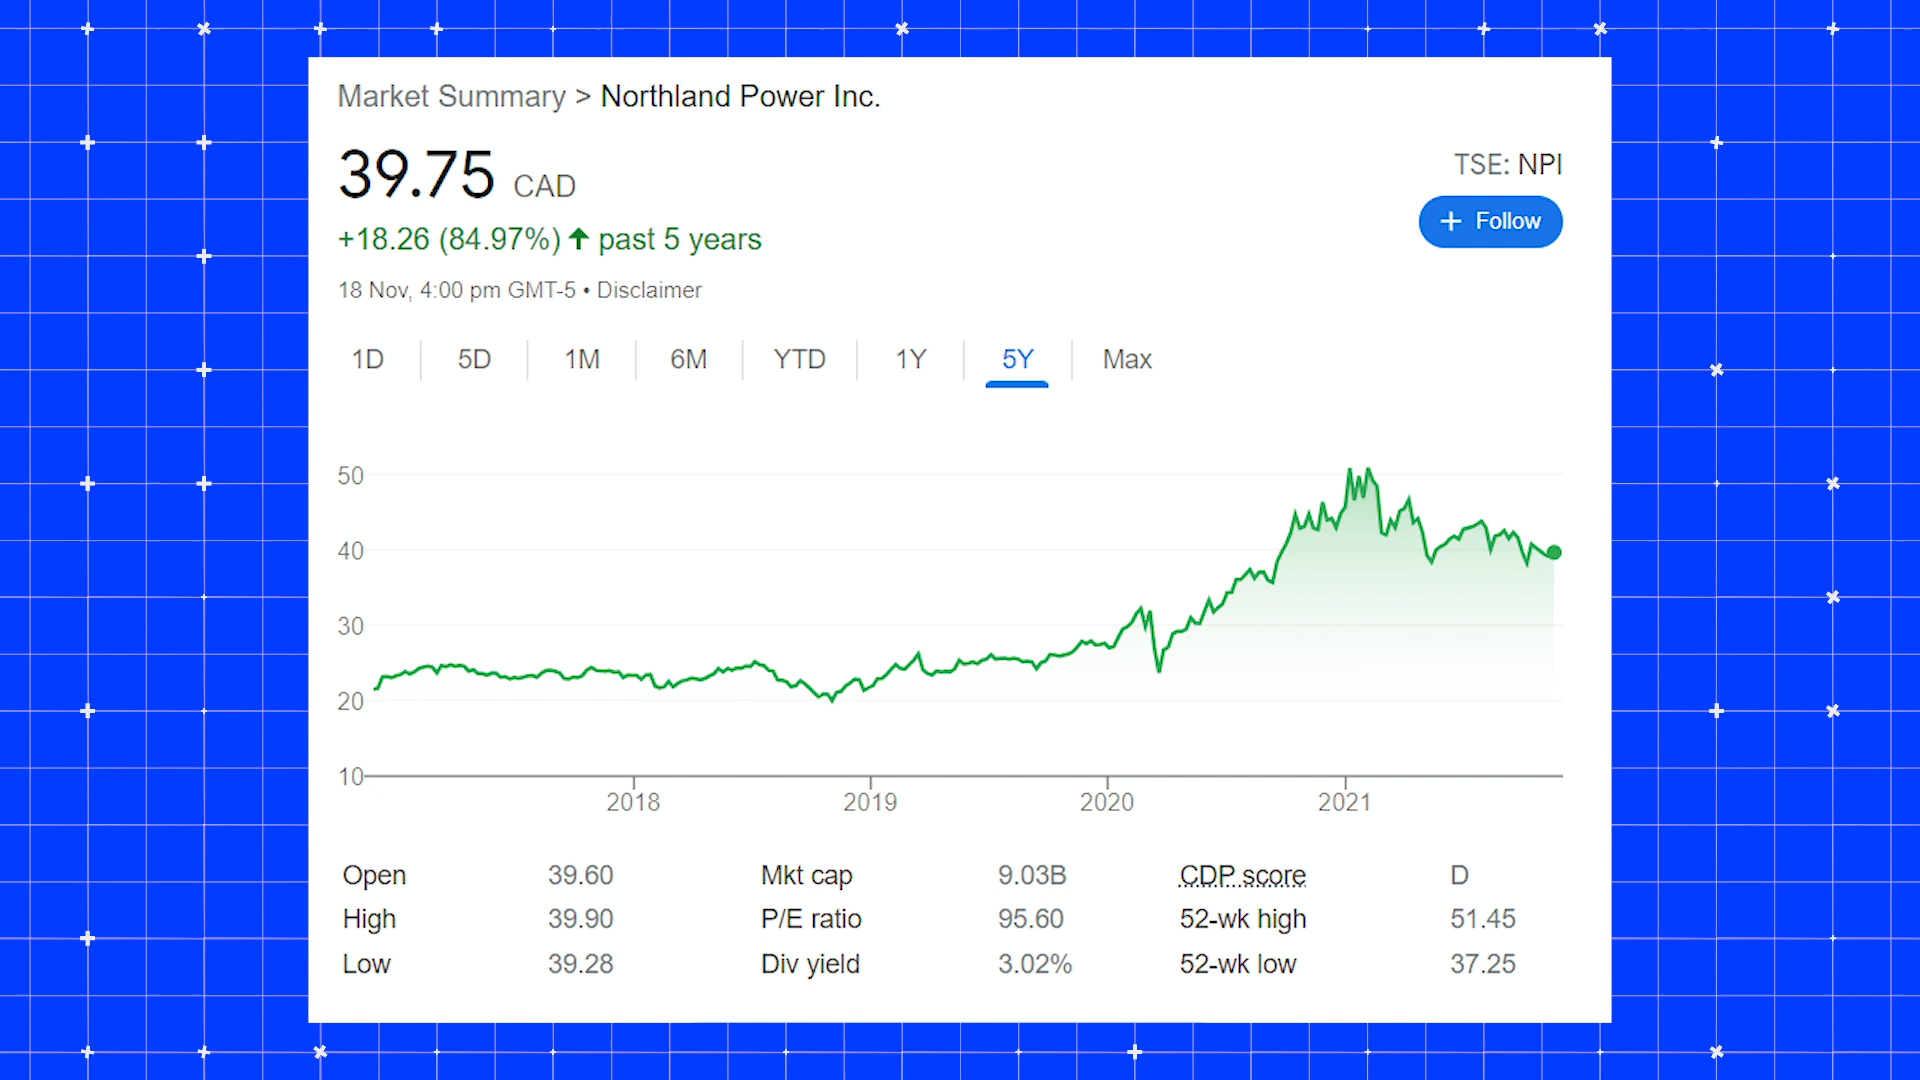 Market Summary > Northland Power Inc.
39.75 CAD
TSE: NPI
+ Follow
+18.26 (84.97%) ↑ past 5 years
18 Nov, 4:00 pm GMT-5 • Disclaimer
1D 5D 1M 6M YTD 1Y 5Y Max
50
40
30
20
10
2018 2019 2020 2021
Open 39.60 Mkt cap 9.03B CDP score D
High 39.90 P/E ratio 95.60 52-wk high 51.45
Low 39.28 Div yield 3.02% 52-wk low 37.25